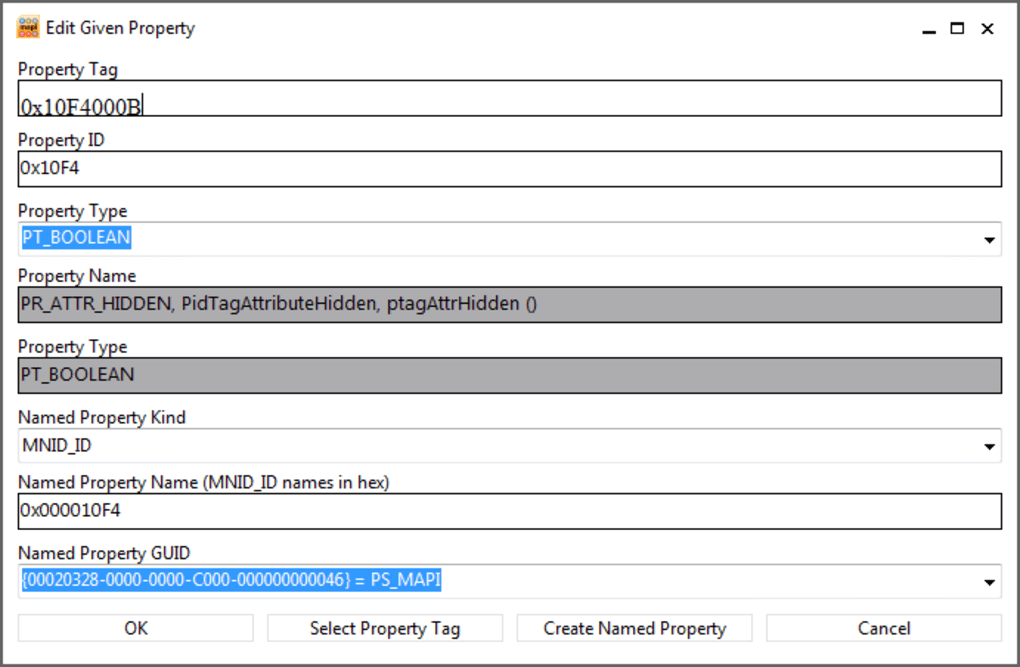 mapi
Edit Given Property
Property Tag
0x10F4000B
Property ID
0x10F4
Property Type
PT_BOOLEAN
Property Name
PR_ATTR_HIDDEN, PidTagAttributeHidden, ptagAttrHidden ()
Property Type
PT_BOOLEAN
Named Property Kind
MNID_ID
Named Property Name (MNID_ID names in hex)
0x000010F4
Named Property GUID
{00020328-0000-0000-C000-000000000046} = PS_MAPI
OK Select Property Tag Create Named Property Cancel